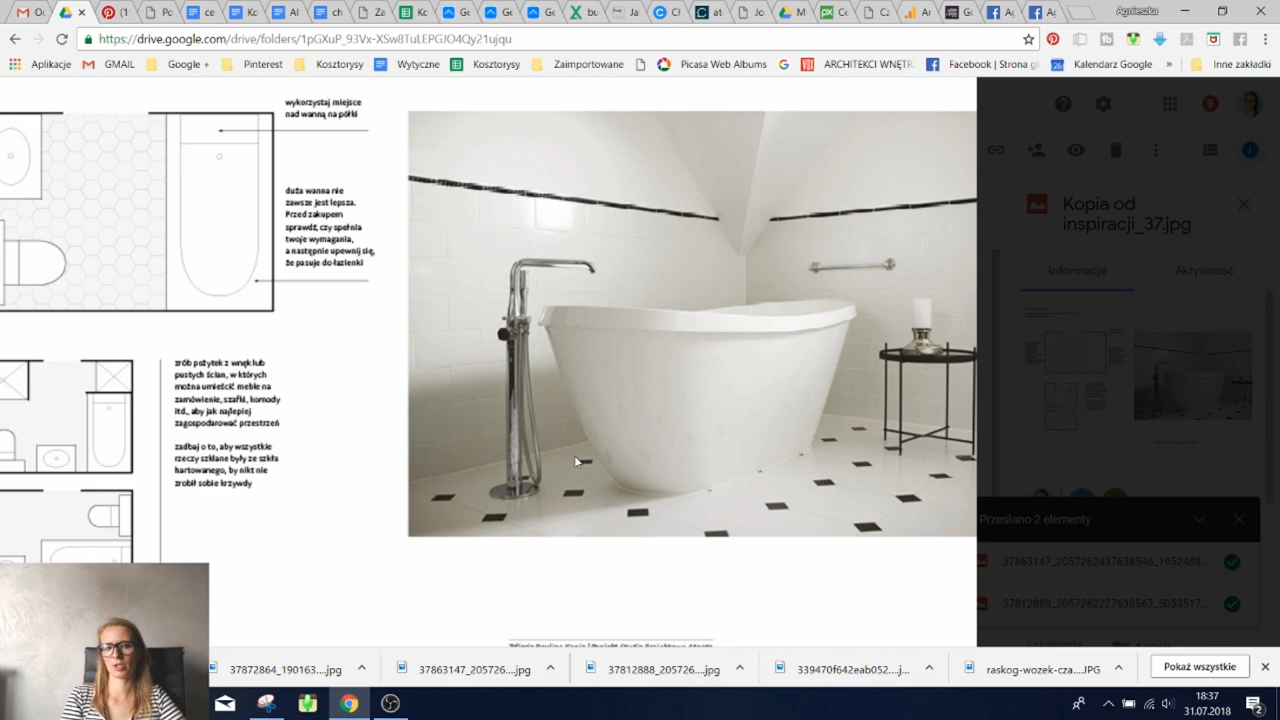 Agnieszka
https://drive.google.com/drive/folders/1pGXuP_93Vx-XSw8TuLEPGJO4Qy21ujqu
Aplikacje
GMAIL
Google +
Pinterest
Kosztorysy
Wytyczne
Kosztorysy
Zaimportowane
Picasa Web Albums
ARCHITEKCI WNĘTR.
Facebook | Strona g
Kalendarz Google
»
Inne zakładki
wykorzystaj miejsce
nad wanną na półki
duża wanna nie
zawsze jest lepsza.
Przed zakupem
sprawdź, czy spełnia
twoje wymagania,
a następnie upewnij się,
że pasuje do łazienki
zrób pożytek z wnęk lub
pustych ścian, w których
można umieścić meble na
zamówienie, szafki, komody
itd., aby jak najlepiej
zagospodarować przestrzeń
zadbaj o to, aby wszystkie
rzeczy szklane były ze szkła
hartowanego, by nikt nie
zrobił sobie krzywdy
9
Kopia od
inspiracji_37.jpg
Informacje
Aktywność
Przesłano 2 elementy
37863147_2057262437638546_1952488...
37812888_2057262227638567_5053517...
37872864_190163....jpg
37863147_205726....jpg
37812888_205726....jpg
339470f642eab052....j...
raskog-wozek-cza....JPG
Pokaż wszystkie
18:37
31.07.2018
2